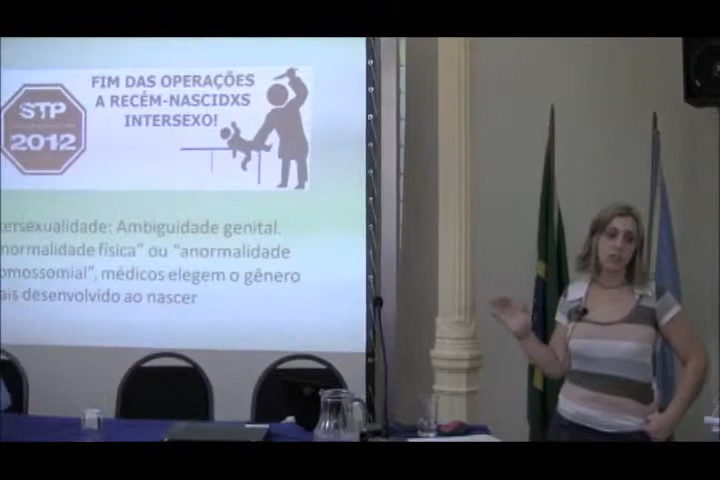 FIM DAS OPERAÇÕES
A RECÉM-NASCIDXS
INTERSEXO!
STP
2012
tersexualidade: Ambiguidade genital.
normalidade física" ou "anormalidade
omossomial", médicos elegem o gênero
ais desenvolvido ao nascer